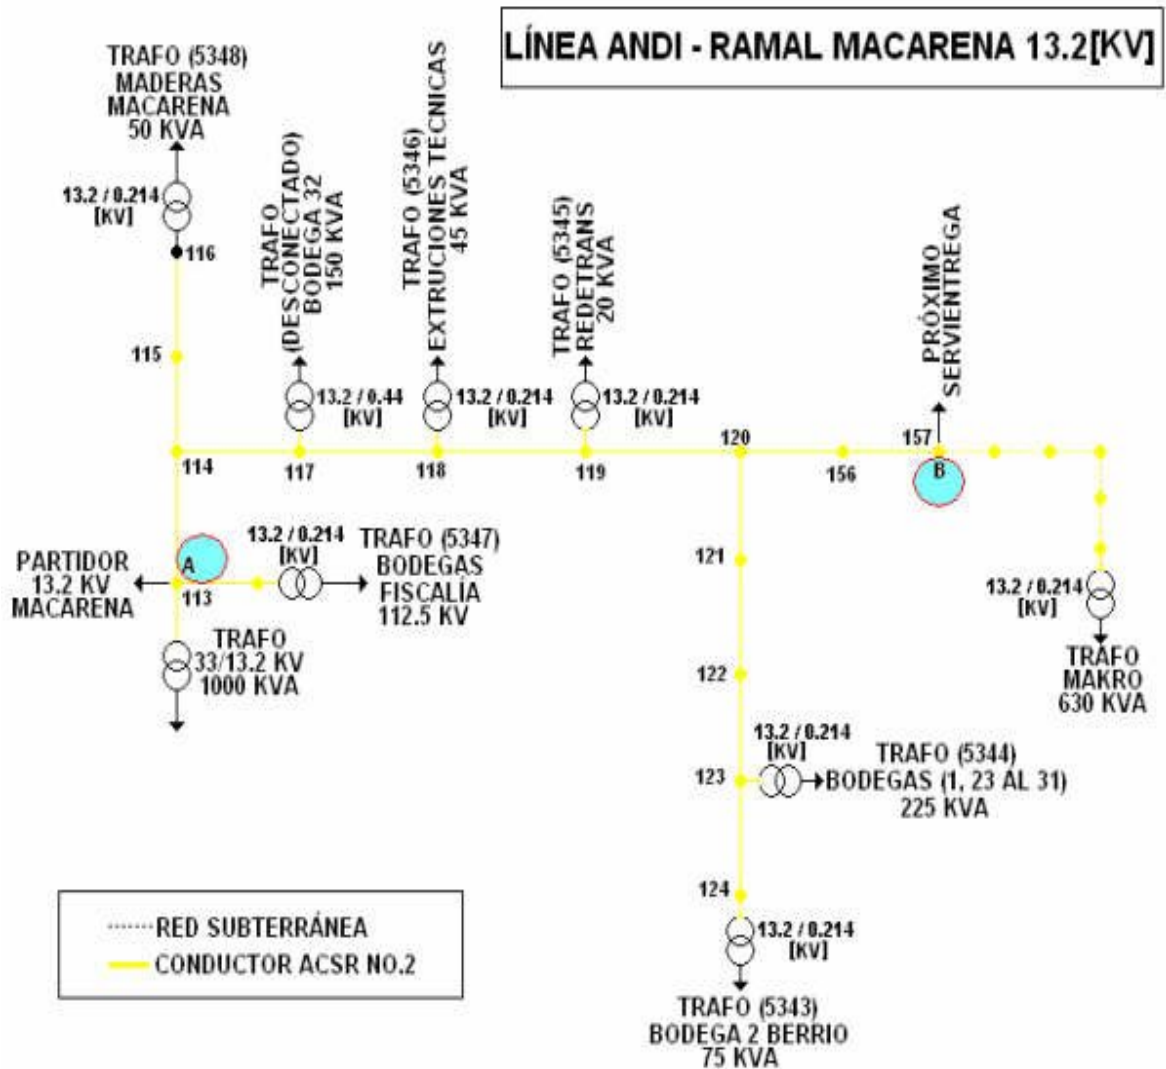 LÍNEA ANDI - RAMAL MACARENA 13.2[KV]
TRAFO (5348)
MADERAS
MACARENA
50 KVA
13.2 / 0.214
[KV]
116
115
114
TRAFO
(DESCONECTADO)
BODEGA 32
150 KVA
13.2 / 0.44
[KV]
117
TRAFO (5346)
EXTRUCIONES TECNICAS
45 KVA
13.2 / 0.214
[KV]
118
TRAFO (5345)
REDETRANS
20 KVA
13.2 / 0.214
[KV]
119
120
156
PRÓXIMO
SERVIENTREGA
157
B
A
PARTIDOR
13.2 KV
MACARENA
113
13.2 / 0.214
[KV]
TRAFO (5347)
BODEGAS
FISCALÍA
112.5 KV
TRAFO
33/13.2 KV
1000 KVA
121
122
123
13.2 / 0.214
[KV]
TRAFO (5344)
BODEGAS (1, 23 AL 31)
225 KVA
13.2 / 0.214
[KV]
TRAFO
MAKRO
630 KVA
124
13.2 / 0.214
[KV]
TRAFO (5343)
BODEGA 2 BERRIO
75 KVA
RED SUBTERRÁNEA
CONDUCTOR ACSR NO.2